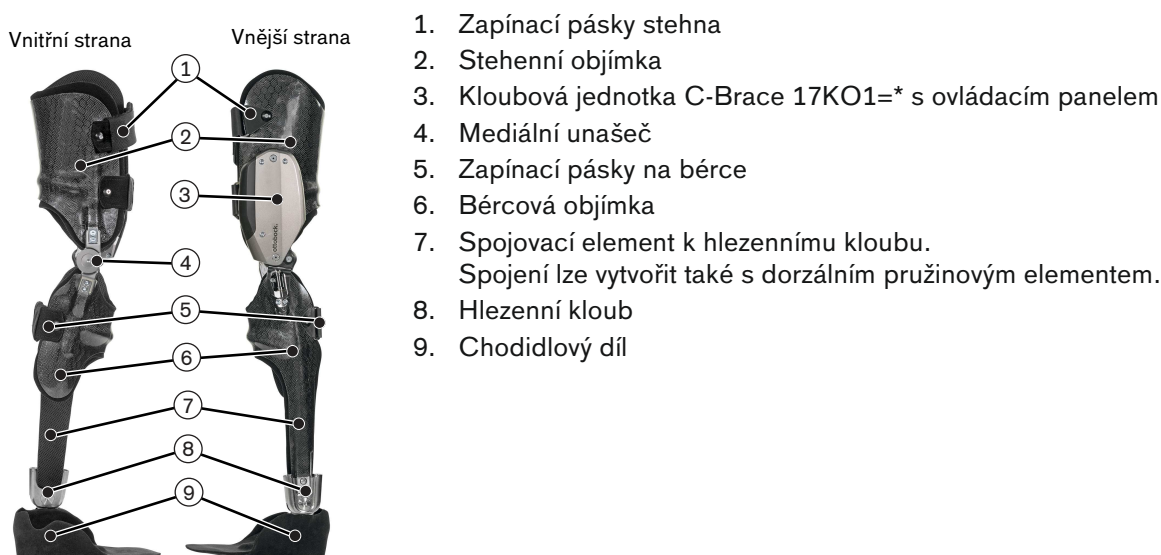 Vnitřní strana
Vnější strana
1
2
3
4
5
6
7
8
9
ottobock.
1. Zapínací pásky stehna
2. Stehenní objímka
3. Kloubová jednotka C-Brace 17KO1=* s ovládacím panelem
4. Mediální unašeč
5. Zapínací pásky na bérce
6. Bércová objímka
7. Spojovací element k hlezennímu kloubu.
Spojení lze vytvořit také s dorzálním pružinovým elementem.
8. Hlezenní kloub
9. Chodidlový díl